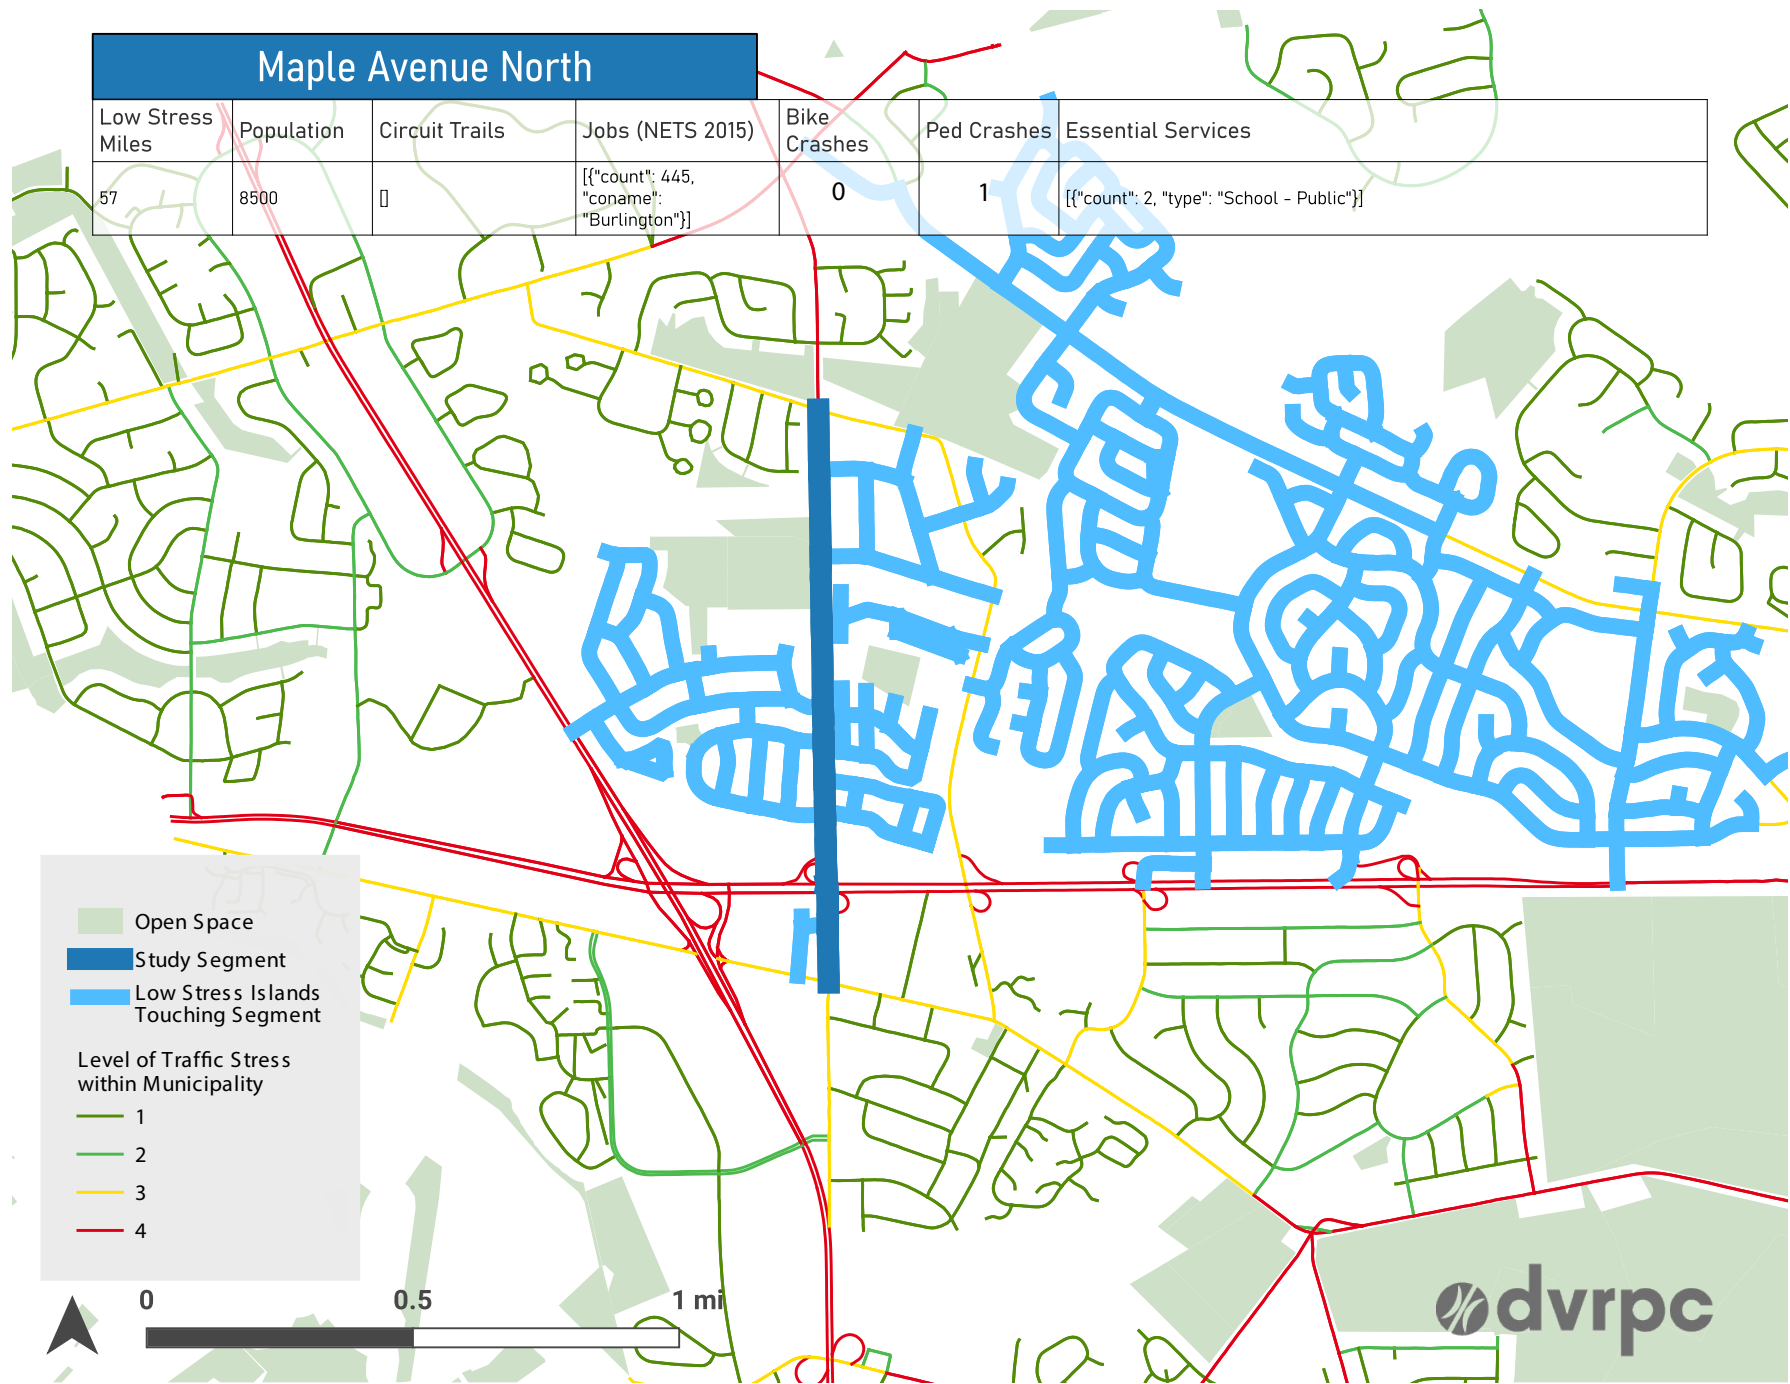 Maple Avenue North
Low Stress
Miles
Population
Circuit Trails
Jobs (NETS 2015)
Bike
Crashes
Ped Crashes
Essential Services
57
8500
[]
[{"count": 445,
"coname":
"Burlington"}]
0
1
[{"count": 2, "type": "School - Public"}]
Open Space
Study Segment
Low Stress Islands
Touching Segment
Level of Traffic Stress
within Municipality
1
2
3
4
0
0.5
1 mi
dvrpc